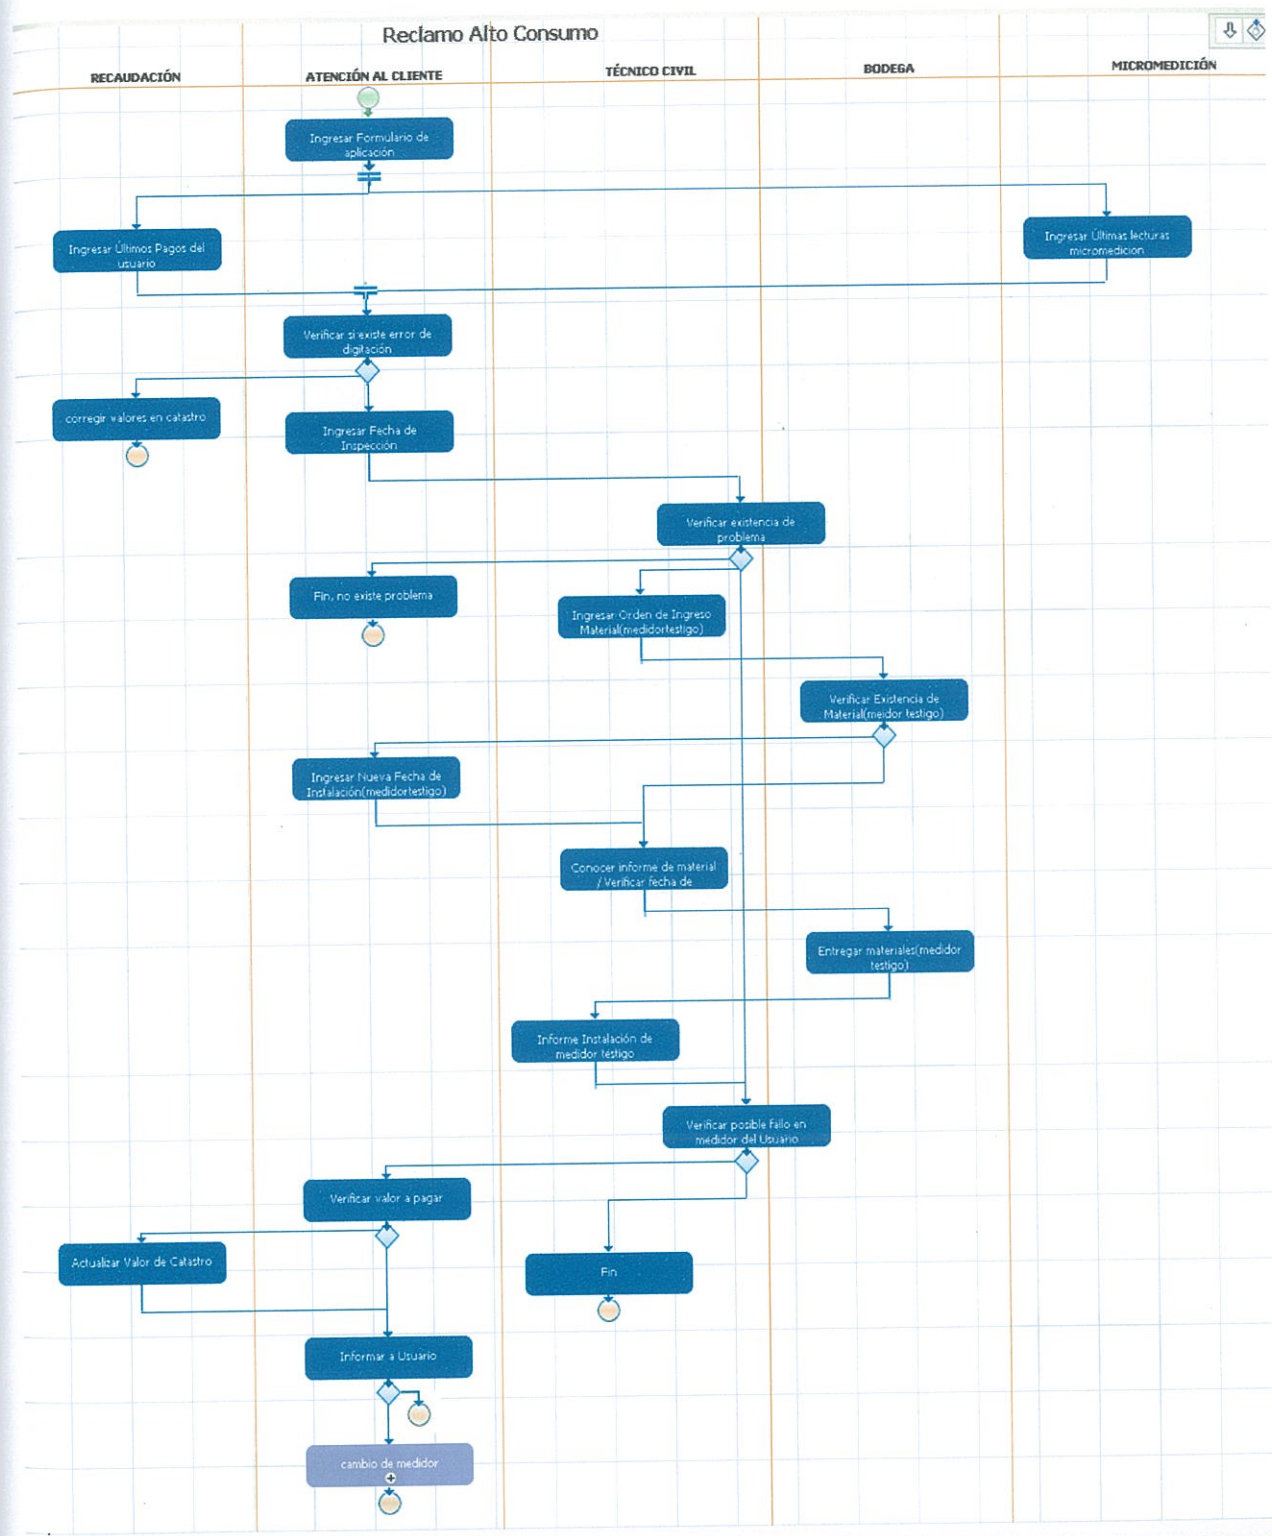 Reclamo Alto Consumo
RECAUDACIÓN
ATENCIÓN AL CLIENTE
TÉCNICO CIVIL
BODEGA
MICROMEDICIÓN
Ingresar Formulario de
aplicación
Ingresar Últimos Pagos del
usuario
Ingresar Últimas lecturas
micromedicion
Verificar si existe error de
digitación
corregir valores en catastro
Ingresar Fecha de
Inspección
Verificar existencia de
problema
Fin, no existe problema
Ingresar Orden de Ingreso
Material(medidortestigo)
Verificar Existencia de
Material(meidor testigo)
Ingresar Nueva Fecha de
Instalación(medidortestigo)
Conocer informe de material
/ Verificar fecha de
Entregar materiales(medidor
testigo)
Informe Instalación de
medidor testigo
Verificar posible fallo en
medidor del Usuario
Verificar valor a pagar
Actualizar Valor de Catastro
Fin
Informar a Usuario
cambio de medidor